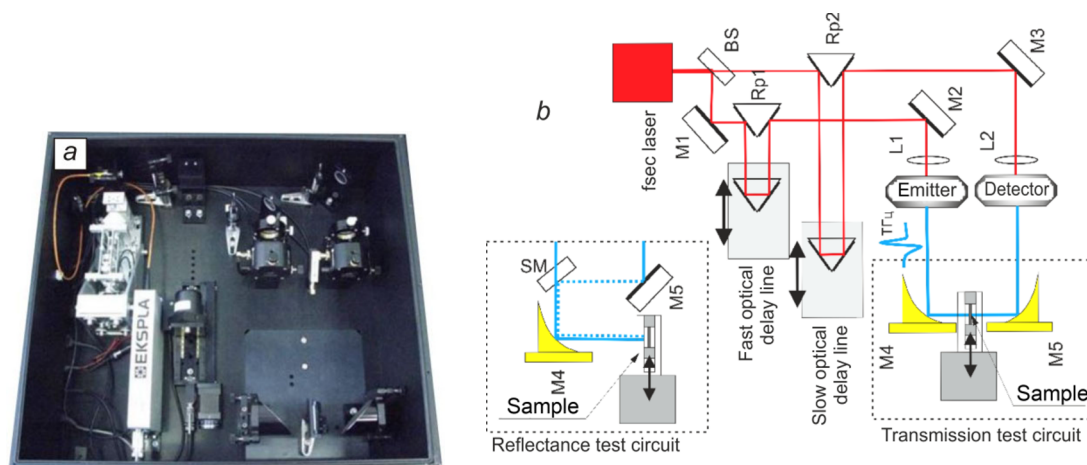 a
EKSPLA
b
fsec laser
BS
M1
Rp1
Rp2
M2
M3
L1
L2
Emitter
Detector
ТГц
Fast optical
delay line
Slow optical
delay line
SM
M5
M4
Sample
Reflectance test circuit
M4
M5
Sample
Transmission test circuit